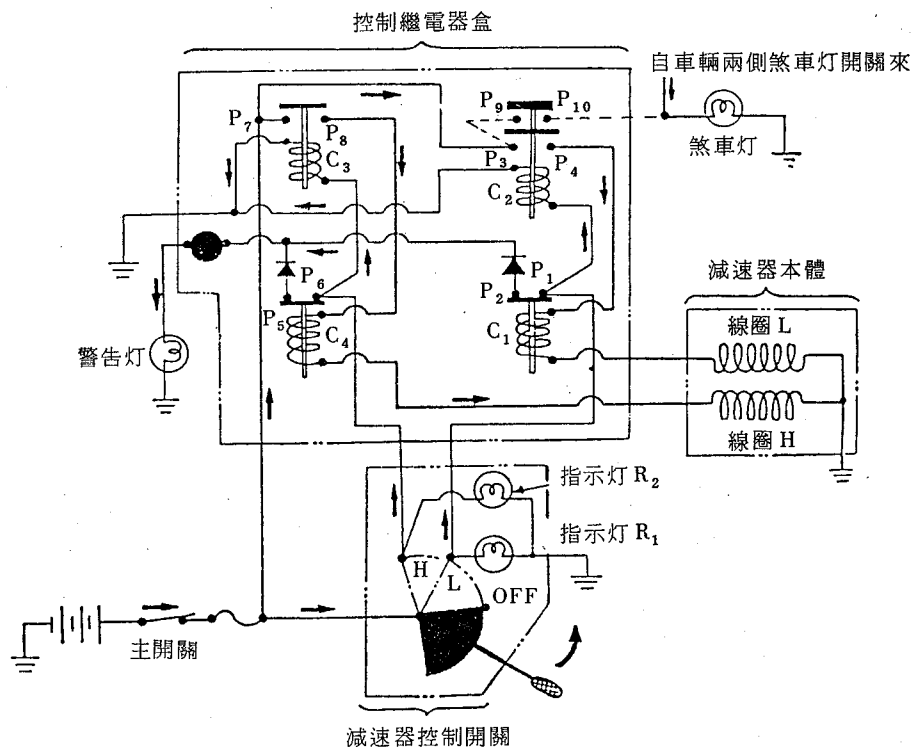 控制繼電器盒
自車輛兩側煞車灯開關來
P7
P8
C3
P9
P10
P3
P4
C2
煞車灯
P6
P5
C4
P1
P2
C1
警告灯
減速器本體
線圈 L
線圈 H
指示灯 R2
指示灯 R1
H
L
OFF
主開關
減速器控制開關